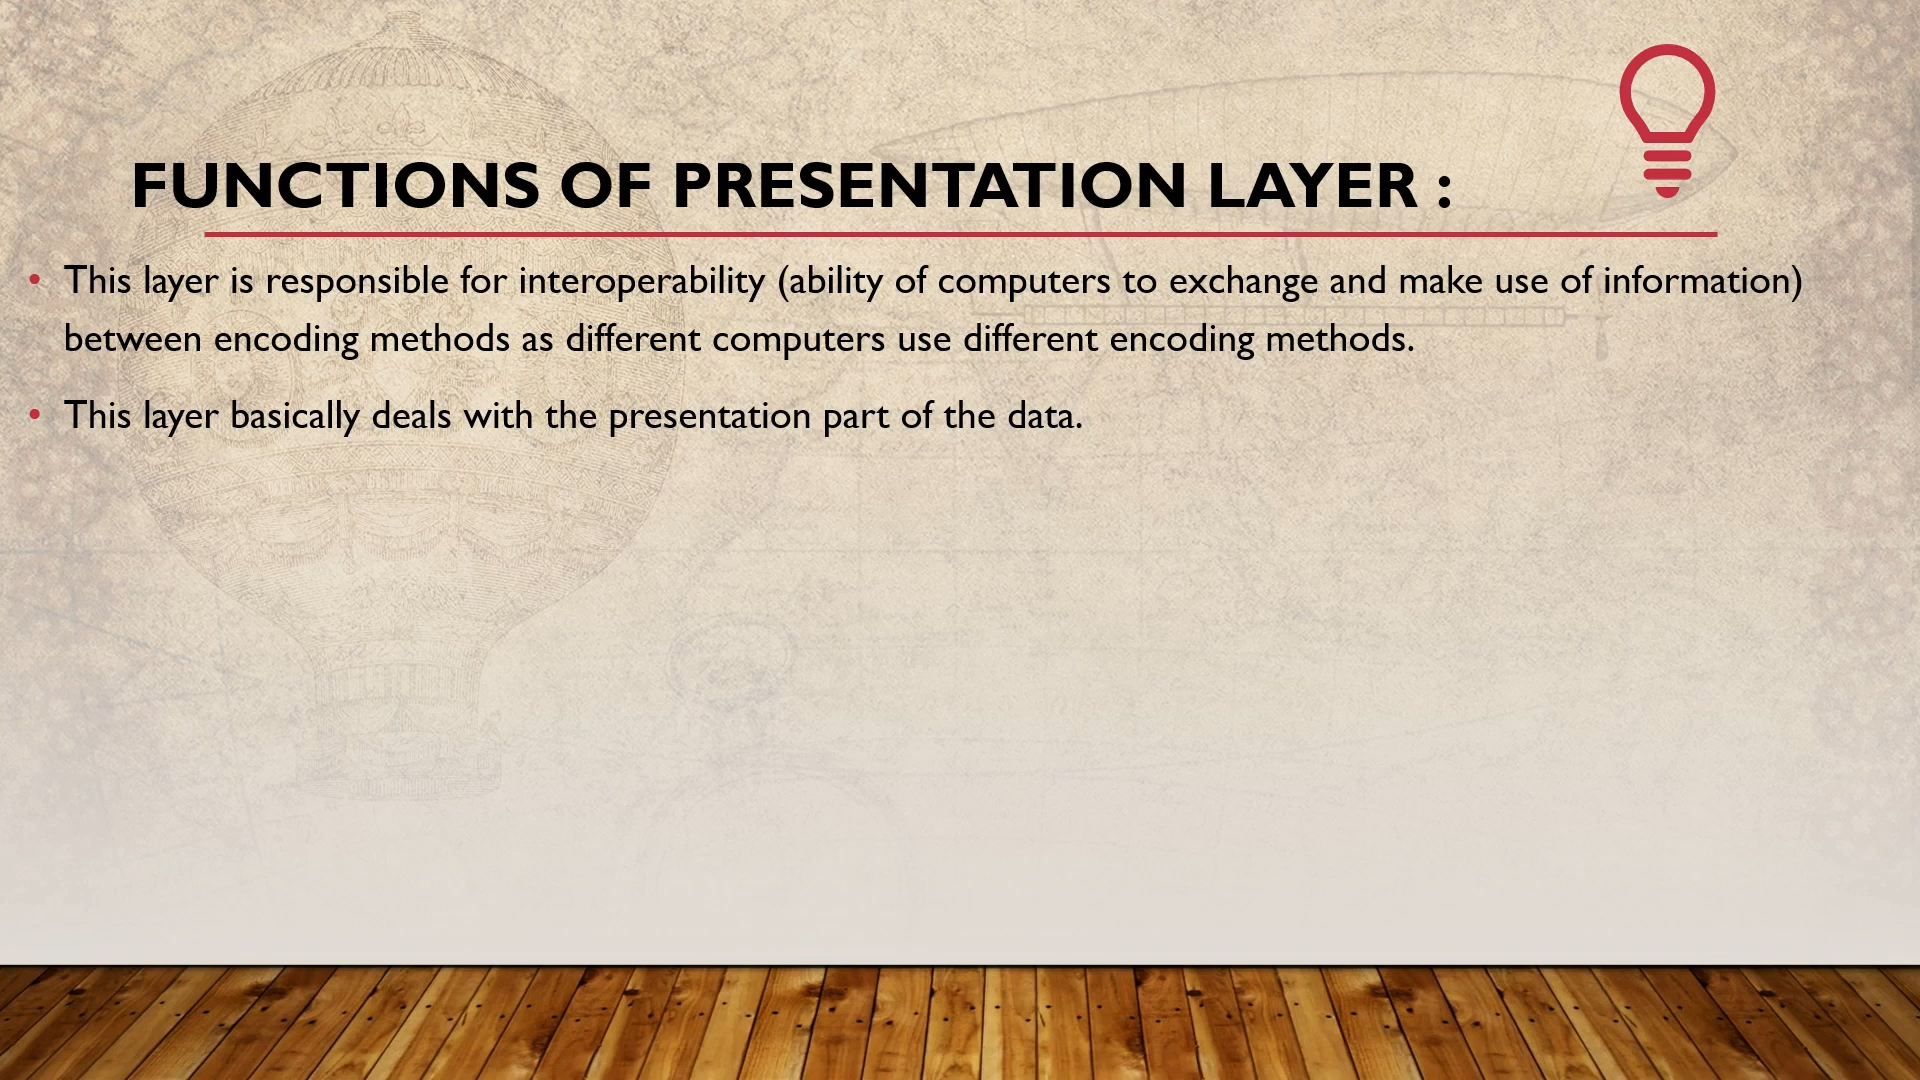 FUNCTIONS OF PRESENTATION LAYER :
• This layer is responsible for interoperability (ability of computers to exchange and make use of information)
between encoding methods as different computers use different encoding methods.
• This layer basically deals with the presentation part of the data.